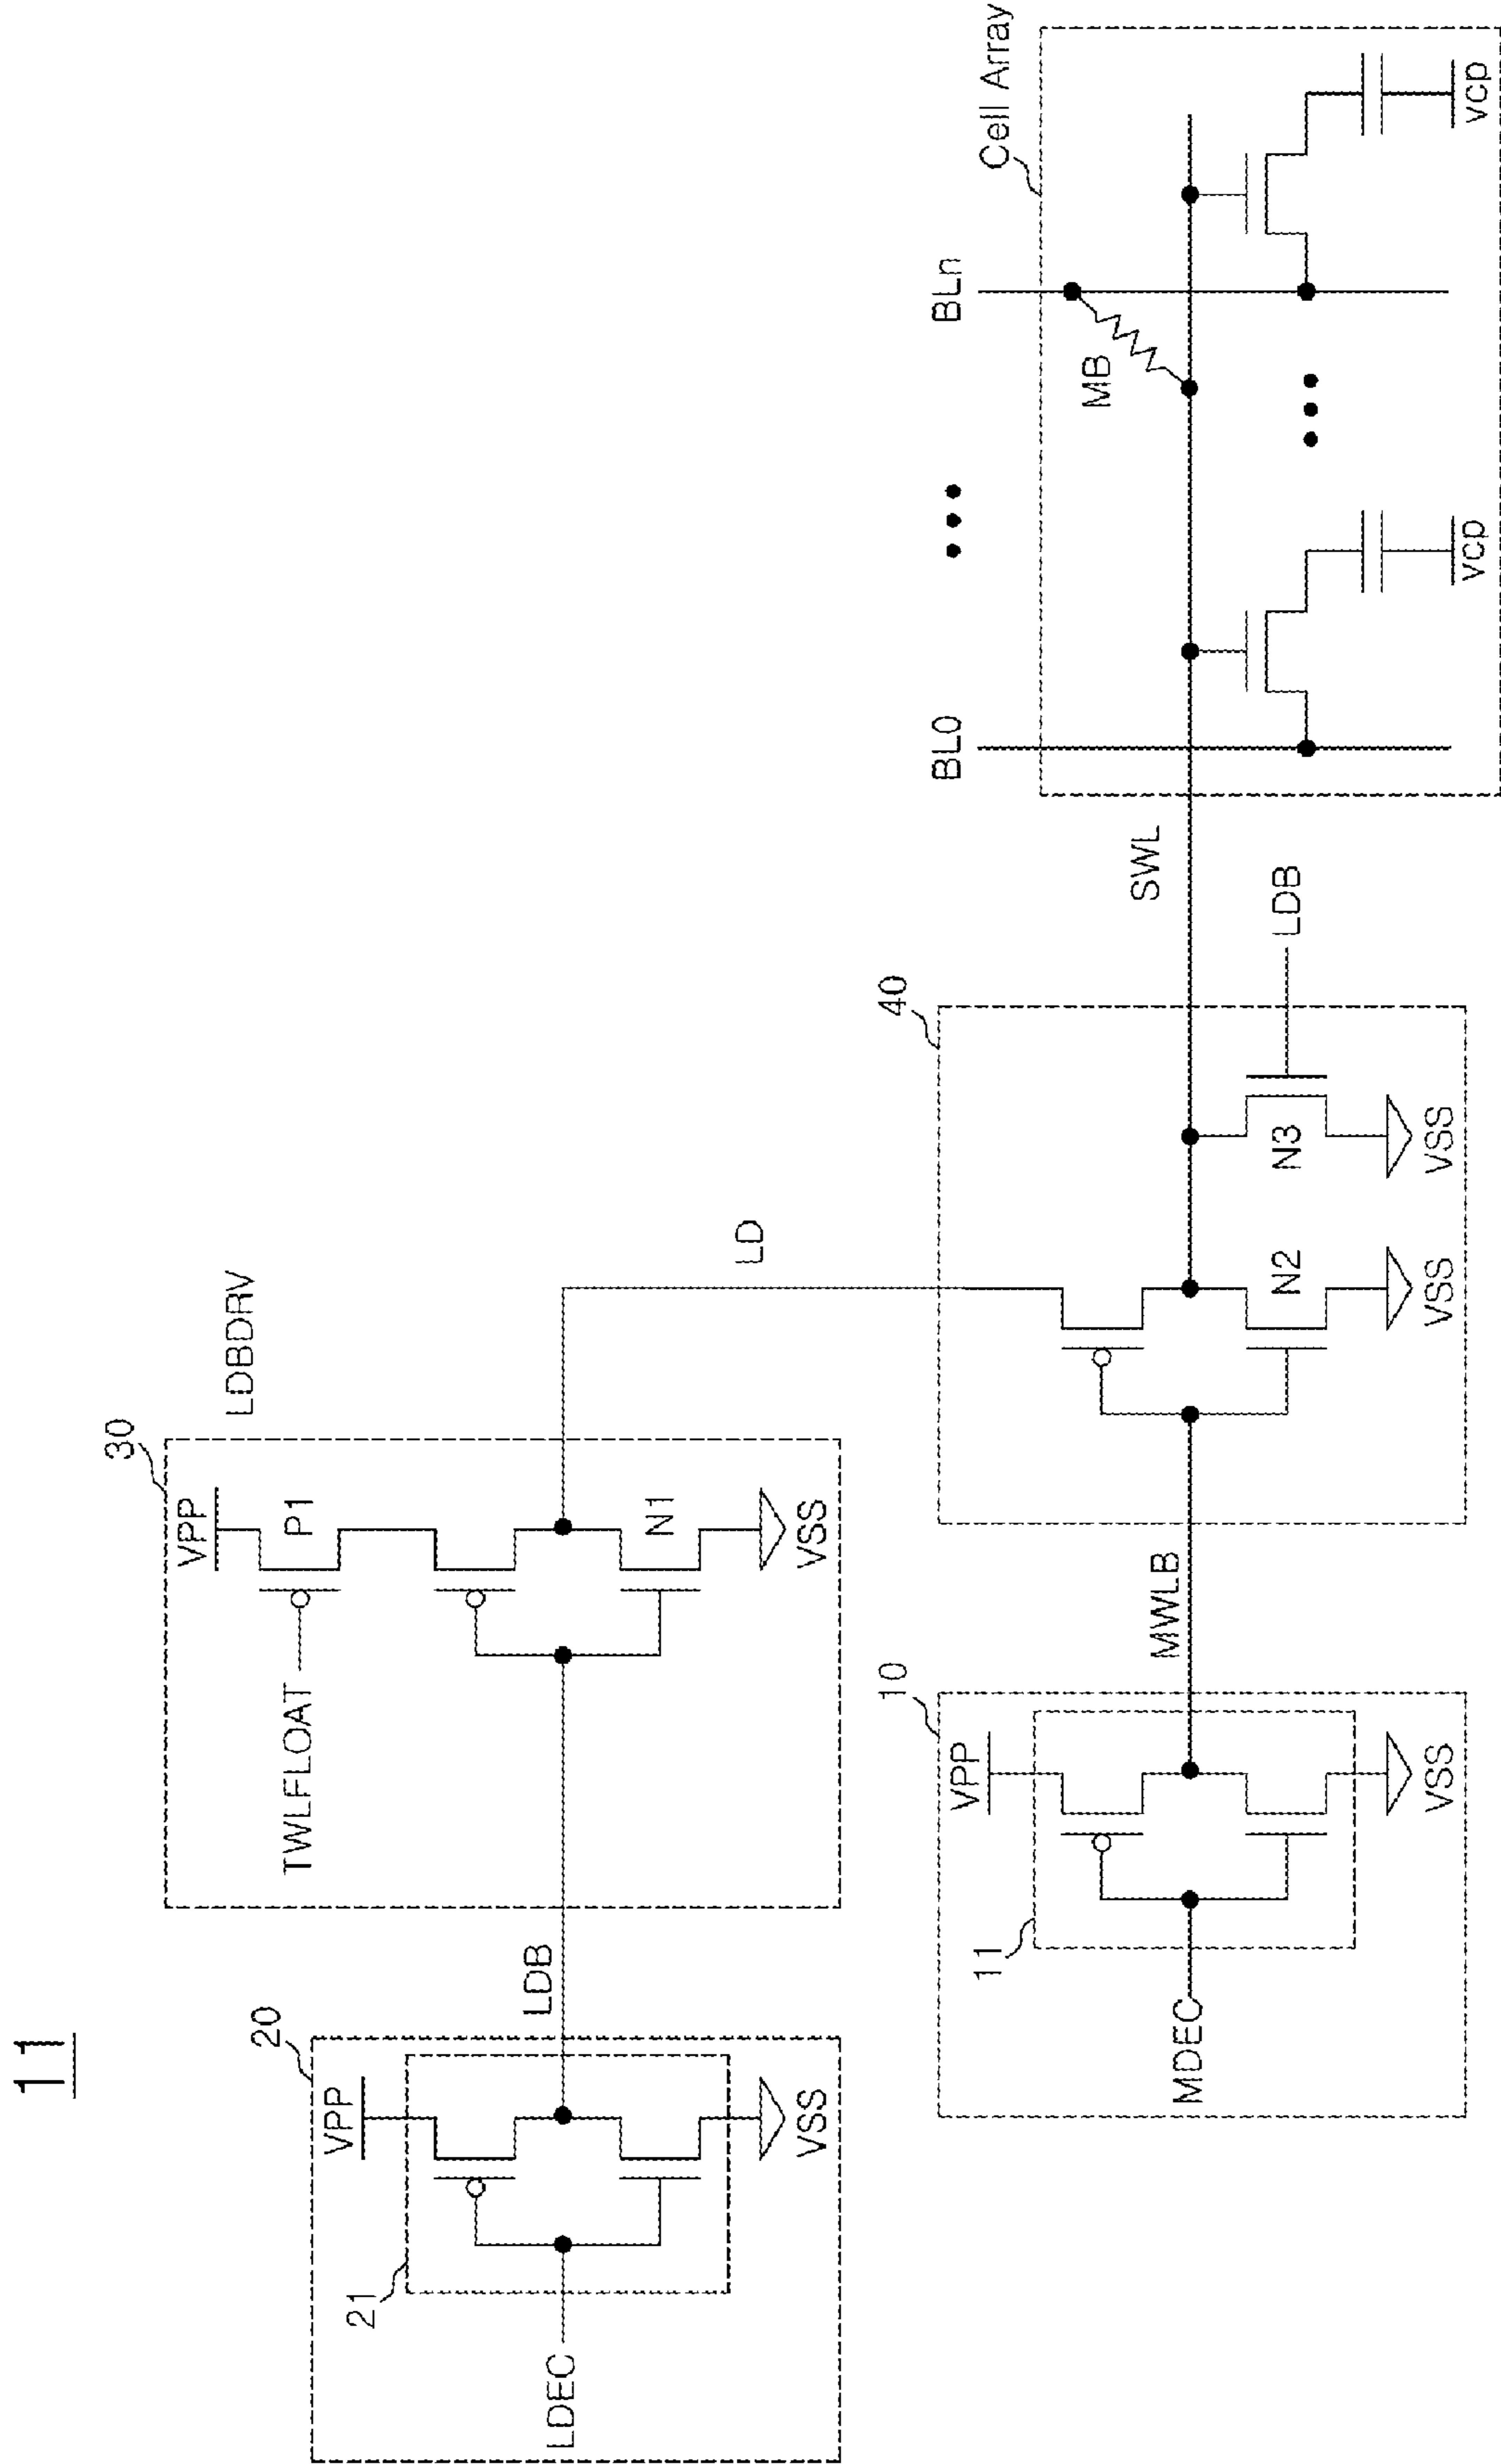 11
20
21
VPP
LDEC
LDB
VSS
30
LDBDRV
VPP
P1
TWLFLOAT
N1
VSS
LD
10
11
VPP
MDEC
MWLB
VSS
40
N2
VSS
N3
VSS
LDB
SWL
BL0
BLn
Cell Array
MB
vcp
vcp